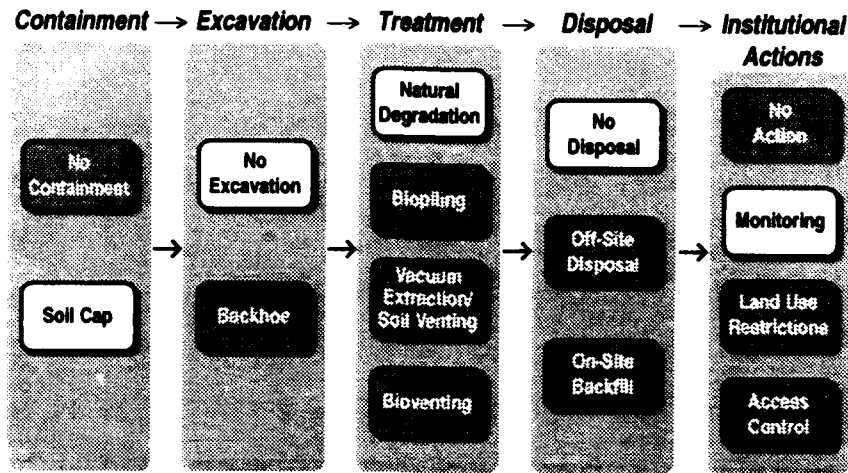 Containment → Excavation → Treatment → Disposal → Institutional
Actions
No
Containment
Soil Cap
No
Excavation
Backhoe
Natural
Degradation
Biopiling
Vacuum
Extraction/
Soil Venting
Bioventing
No
Disposal
Off-Site
Disposal
On-Site
Backfill
No
Action
Monitoring
Land Use
Restrictions
Access
Control